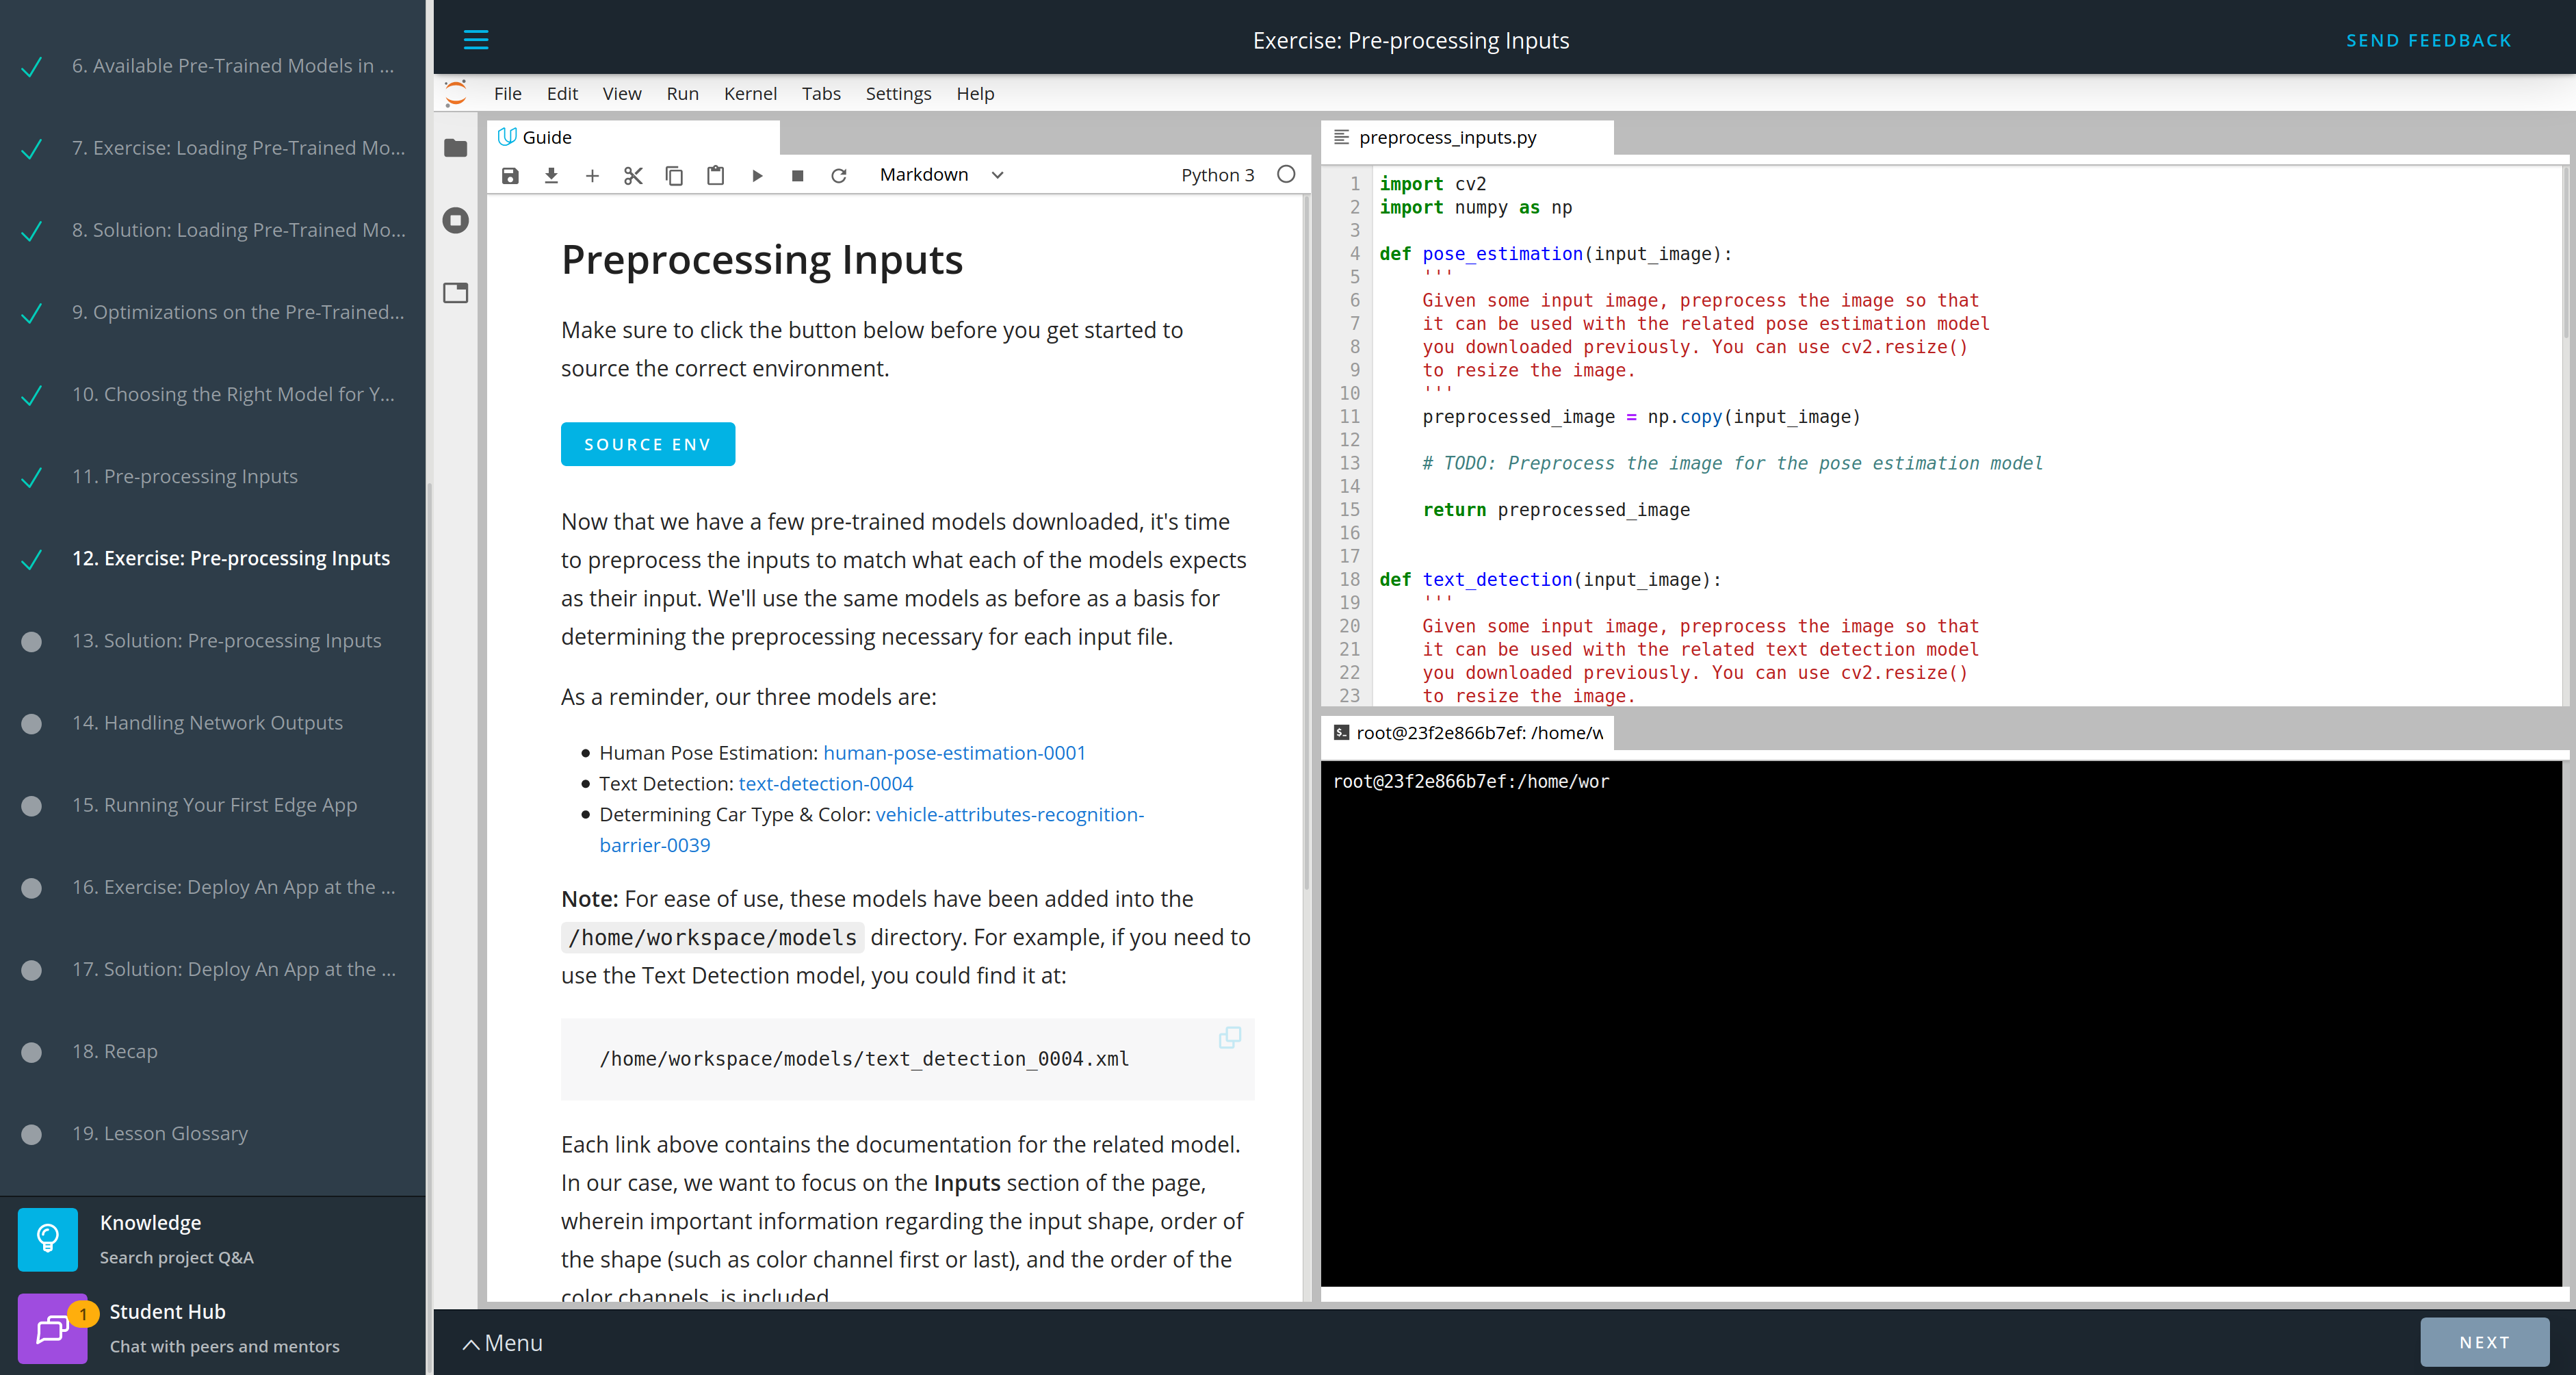 6. Available Pre-Trained Models in ...
7. Exercise: Loading Pre-Trained Mo...
8. Solution: Loading Pre-Trained Mo...
9. Optimizations on the Pre-Trained...
10. Choosing the Right Model for Y...
11. Pre-processing Inputs
12. Exercise: Pre-processing Inputs
13. Solution: Pre-processing Inputs
14. Handling Network Outputs
15. Running Your First Edge App
16. Exercise: Deploy An App at the ...
17. Solution: Deploy An App at the ...
18. Recap
19. Lesson Glossary
Knowledge
Search project Q&A
1
Student Hub
Chat with peers and mentors
Exercise: Pre-processing Inputs
SEND FEEDBACK
File Edit View Run Kernel Tabs Settings Help
Guide
Markdown
Python 3
Preprocessing Inputs
Make sure to click the button below before you get started to
source the correct environment.
SOURCE ENV
Now that we have a few pre-trained models downloaded, it's time
to preprocess the inputs to match what each of the models expects
as their input. We'll use the same models as before as a basis for
determining the preprocessing necessary for each input file.
As a reminder, our three models are:
• Human Pose Estimation: human-pose-estimation-0001
• Text Detection: text-detection-0004
• Determining Car Type & Color: vehicle-attributes-recognition-
barrier-0039
Note: For ease of use, these models have been added into the
/home/workspace/models directory. For example, if you need to
use the Text Detection model, you could find it at:
/home/workspace/models/text_detection_0004.xml
Each link above contains the documentation for the related model.
In our case, we want to focus on the Inputs section of the page,
wherein important information regarding the input shape, order of
the shape (such as color channel first or last), and the order of the
color channels, is included.
preprocess_inputs.py
1 import cv2
2 import numpy as np
3
4 def pose_estimation(input_image):
5     '''
6     Given some input image, preprocess the image so that
7     it can be used with the related pose estimation model
8     you downloaded previously. You can use cv2.resize()
9     to resize the image.
10     '''
11     preprocessed_image = np.copy(input_image)
12
13     # TODO: Preprocess the image for the pose estimation model
14
15     return preprocessed_image
16
17
18 def text_detection(input_image):
19     '''
20     Given some input image, preprocess the image so that
21     it can be used with the related text detection model
22     you downloaded previously. You can use cv2.resize()
23     to resize the image.
root@23f2e866b7ef: /home/w
root@23f2e866b7ef:/home/wor
Menu
NEXT